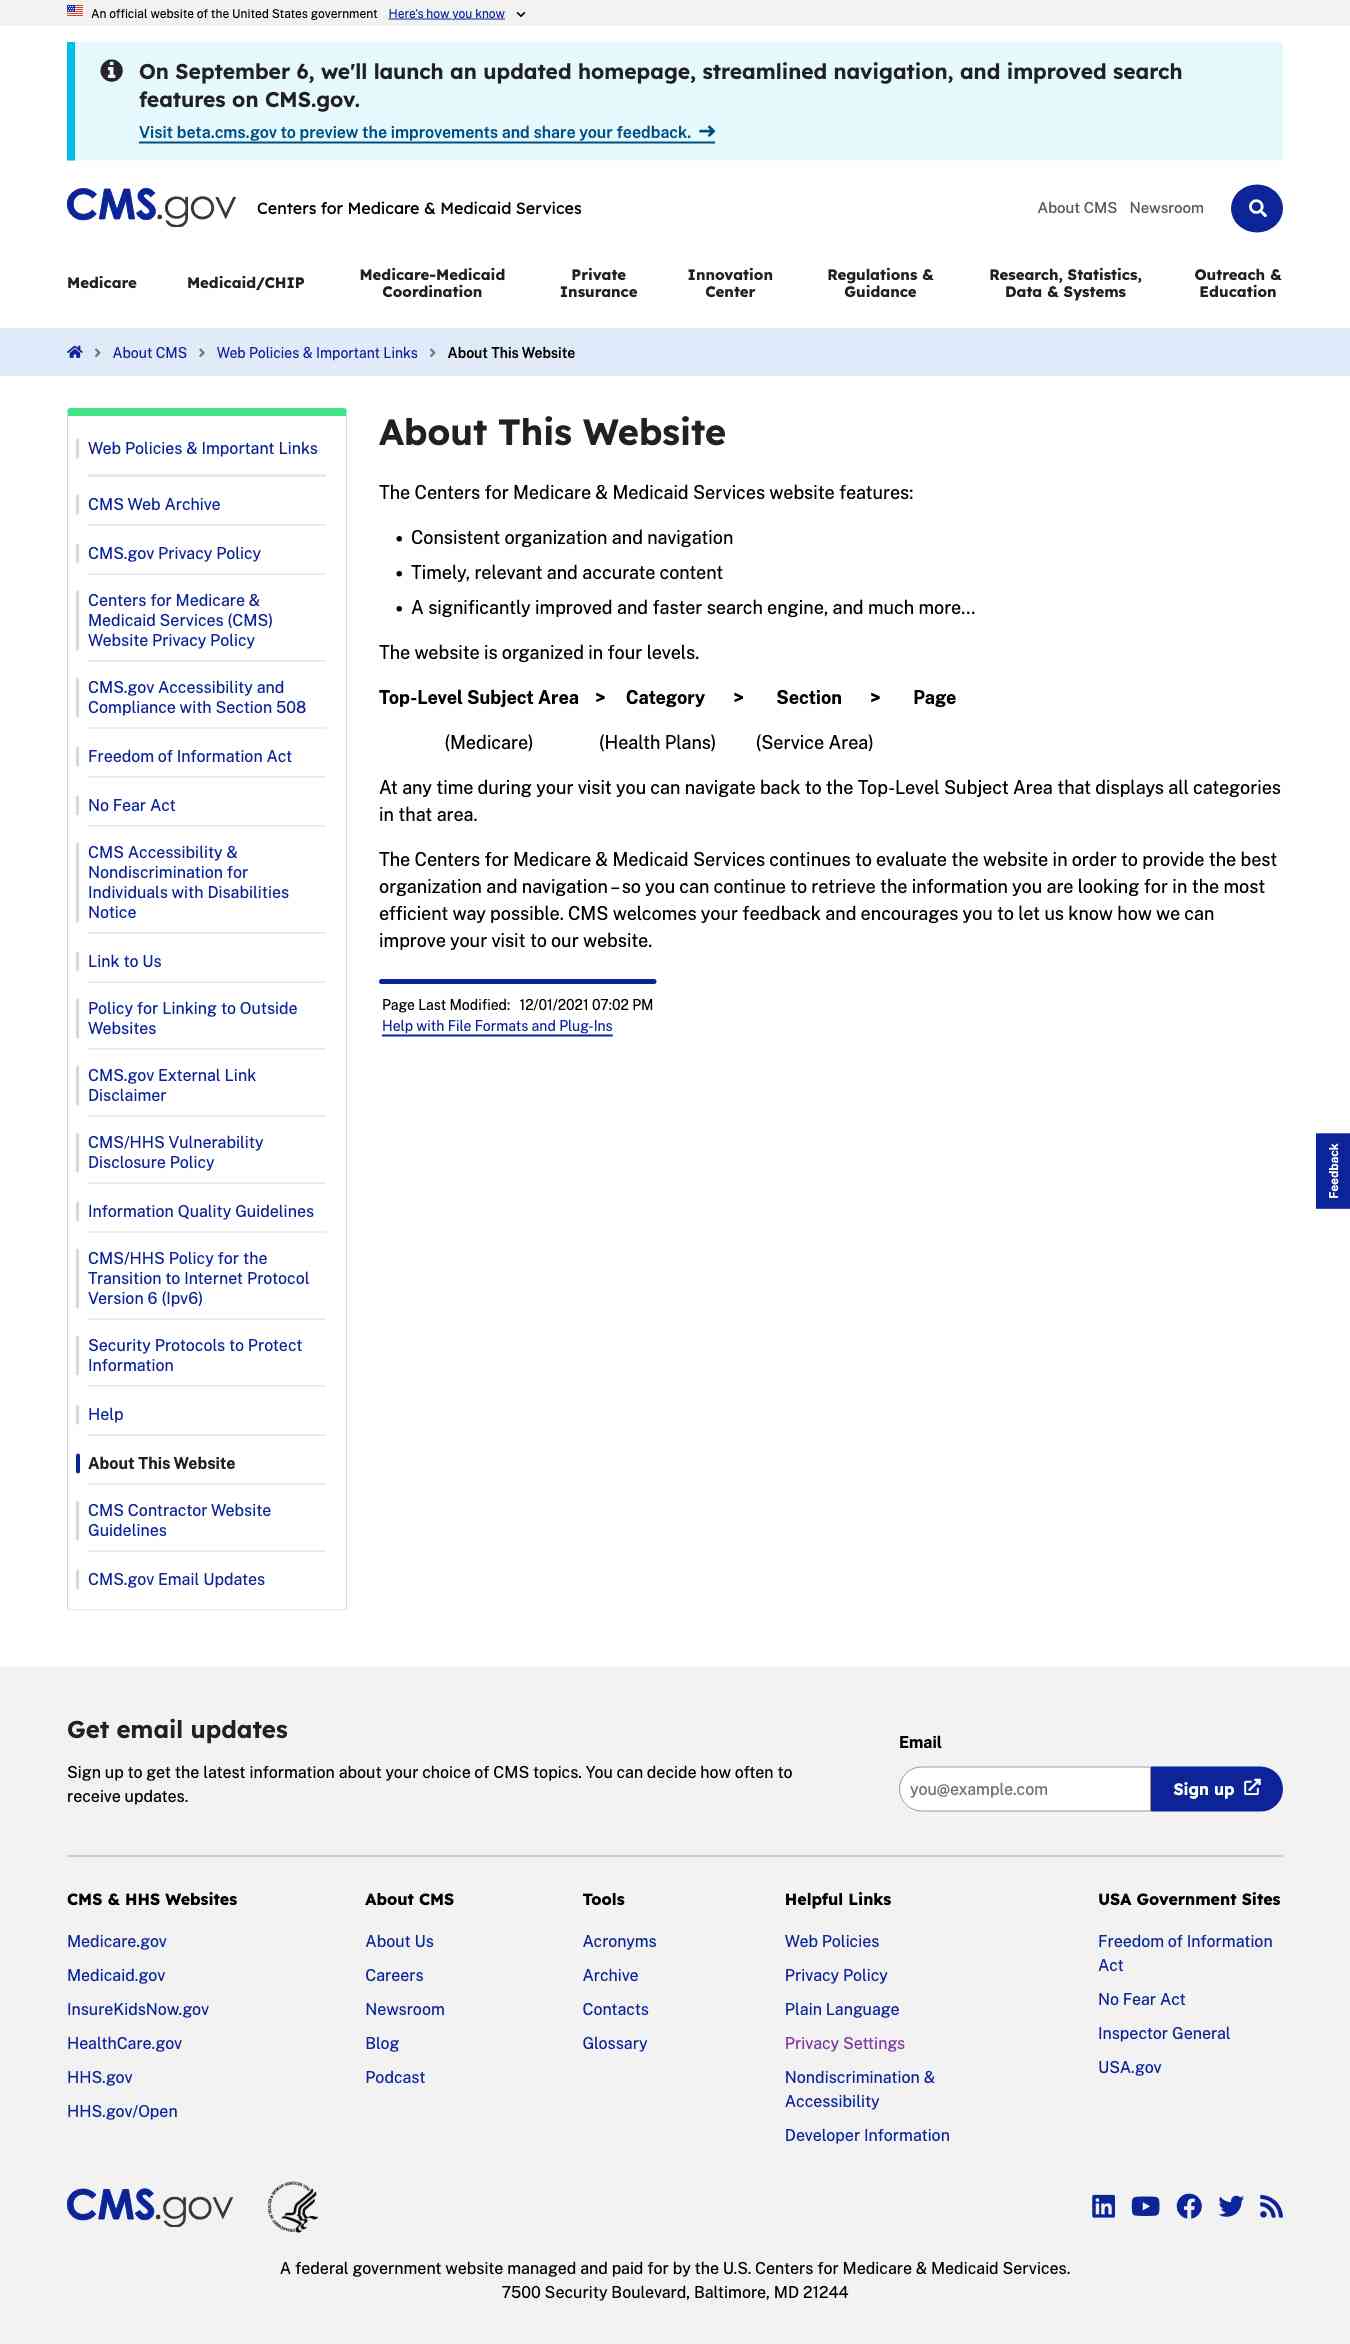 An official website of the United States government Here's how you know
On September 6, we'll launch an updated homepage, streamlined navigation, and improved search
features on CMS.gov.
Visit beta.cms.gov to preview the improvements and share your feedback.
CMS.gov Centers for Medicare & Medicaid Services
About CMS Newsroom
Medicare
Medicaid/CHIP
Medicare-Medicaid
Coordination
Private
Insurance
Innovation
Center
Regulations &
Guidance
Research, Statistics,
Data & Systems
Outreach &
Education
About CMS Web Policies & Important Links About This Website
Web Policies & Important Links
CMS Web Archive
CMS.gov Privacy Policy
Centers for Medicare &
Medicaid Services (CMS)
Website Privacy Policy
CMS.gov Accessibility and
Compliance with Section 508
Freedom of Information Act
No Fear Act
CMS Accessibility &
Nondiscrimination for
Individuals with Disabilities
Notice
Link to Us
Policy for Linking to Outside
Websites
CMS.gov External Link
Disclaimer
CMS/HHS Vulnerability
Disclosure Policy
Information Quality Guidelines
CMS/HHS Policy for the
Transition to Internet Protocol
Version 6 (Ipv6)
Security Protocols to Protect
Information
Help
About This Website
CMS Contractor Website
Guidelines
CMS.gov Email Updates
About This Website
The Centers for Medicare & Medicaid Services website features:
• Consistent organization and navigation
• Timely, relevant and accurate content
• A significantly improved and faster search engine, and much more...
The website is organized in four levels.
Top-Level Subject Area > Category > Section > Page
(Medicare) (Health Plans) (Service Area)
At any time during your visit you can navigate back to the Top-Level Subject Area that displays all categories
in that area.
The Centers for Medicare & Medicaid Services continues to evaluate the website in order to provide the best
organization and navigation – so you can continue to retrieve the information you are looking for in the most
efficient way possible. CMS welcomes your feedback and encourages you to let us know how we can
improve your visit to our website.
Page Last Modified: 12/01/2021 07:02 PM
Help with File Formats and Plug-Ins
Feedback
Get email updates
Sign up to get the latest information about your choice of CMS topics. You can decide how often to
receive updates.
Email
you@example.com
Sign up
CMS & HHS Websites
Medicare.gov
Medicaid.gov
InsureKidsNow.gov
HealthCare.gov
HHS.gov
HHS.gov/Open
About CMS
About Us
Careers
Newsroom
Blog
Podcast
Tools
Acronyms
Archive
Contacts
Glossary
Helpful Links
Web Policies
Privacy Policy
Plain Language
Privacy Settings
Nondiscrimination &
Accessibility
Developer Information
USA Government Sites
Freedom of Information
Act
No Fear Act
Inspector General
USA.gov
CMS.gov
A federal government website managed and paid for by the U.S. Centers for Medicare & Medicaid Services.
7500 Security Boulevard, Baltimore, MD 21244